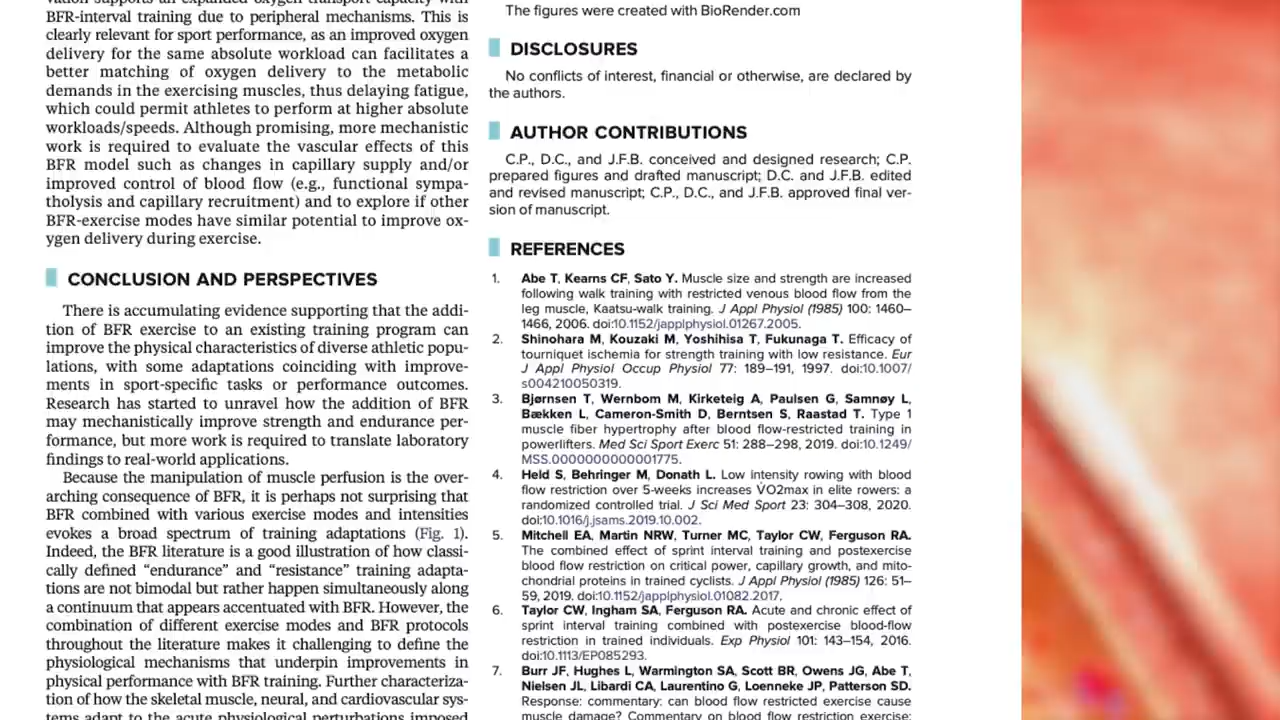 BFR-interval training due to peripheral mechanisms. This is
clearly relevant for sport performance, as an improved oxygen
delivery for the same absolute workload can facilitates a
better matching of oxygen delivery to the metabolic
demands in the exercising muscles, thus delaying fatigue,
which could permit athletes to perform at higher absolute
workloads/speeds. Although promising, more mechanistic
work is required to evaluate the vascular effects of this
BFR model such as changes in capillary supply and/or
improved control of blood flow (e.g., functional sympa-
tholysis and capillary recruitment) and to explore if other
BFR-exercise modes have similar potential to improve ox-
ygen delivery during exercise.
CONCLUSION AND PERSPECTIVES
There is accumulating evidence supporting that the addi-
tion of BFR exercise to an existing training program can
improve the physical characteristics of diverse athletic popu-
lations, with some adaptations coinciding with improve-
ments in sport-specific tasks or performance outcomes.
Research has started to unravel how the addition of BFR
may mechanistically improve strength and endurance per-
formance, but more work is required to translate laboratory
findings to real-world applications.
Because the manipulation of muscle perfusion is the over-
arching consequence of BFR, it is perhaps not surprising that
BFR combined with various exercise modes and intensities
evokes a broad spectrum of training adaptations (Fig. 1).
Indeed, the BFR literature is a good illustration of how classi-
cally defined “endurance” and “resistance” training adapta-
tions are not bimodal but rather happen simultaneously along
a continuum that appears accentuated with BFR. However, the
combination of different exercise modes and BFR protocols
throughout the literature makes it challenging to define the
physiological mechanisms that underpin improvements in
physical performance with BFR training. Further characteriza-
tion of how the skeletal muscle, neural, and cardiovascular sys-
tems adapt to the acute physiological perturbations imposed
The figures were created with BioRender.com
DISCLOSURES
No conflicts of interest, financial or otherwise, are declared by
the authors.
AUTHOR CONTRIBUTIONS
C.P., D.C., and J.F.B. conceived and designed research; C.P.
prepared figures and drafted manuscript; D.C. and J.F.B. edited
and revised manuscript; C.P., D.C., and J.F.B. approved final ver-
sion of manuscript.
REFERENCES
1. Abe T, Kearns CF, Sato Y. Muscle size and strength are increased
following walk training with restricted venous blood flow from the
leg muscle, Kaatsu-walk training. J Appl Physiol (1985) 100: 1460–
1466, 2006. doi:10.1152/japplphysiol.01267.2005.
2. Shinohara M, Kouzaki M, Yoshihisa T, Fukunaga T. Efficacy of
tourniquet ischemia for strength training with low resistance. Eur
J Appl Physiol Occup Physiol 77: 189–191, 1997. doi:10.1007/
s004210050319.
3. Bjørnsen T, Wernbom M, Kirketeig A, Paulsen G, Samnøy L,
Bækken L, Cameron-Smith D, Berntsen S, Raastad T. Type 1
muscle fiber hypertrophy after blood flow-restricted training in
powerlifters. Med Sci Sport Exerc 51: 288–298, 2019. doi:10.1249/
MSS.0000000000001775.
4. Held S, Behringer M, Donath L. Low intensity rowing with blood
flow restriction over 5-weeks increases V̇O2max in elite rowers: a
randomized controlled trial. J Sci Med Sport 23: 304–308, 2020.
doi:10.1016/j.jsams.2019.10.002.
5. Mitchell EA, Martin NRW, Turner MC, Taylor CW, Ferguson RA.
The combined effect of sprint interval training and postexercise
blood flow restriction on critical power, capillary growth, and mito-
chondrial proteins in trained cyclists. J Appl Physiol (1985) 126: 51–
59, 2019. doi:10.1152/japplphysiol.01082.2017.
6. Taylor CW, Ingham SA, Ferguson RA. Acute and chronic effect of
sprint interval training combined with postexercise blood-flow
restriction in trained individuals. Exp Physiol 101: 143–154, 2016.
doi:10.1113/EP085293.
7. Burr JF, Hughes L, Warmington SA, Scott BR, Owens JG, Abe T,
Nielsen JL, Libardi CA, Laurentino G, Loenneke JP, Patterson SD.
Response: commentary: can blood flow restricted exercise cause
muscle damage? Commentary on blood flow restriction exercise: